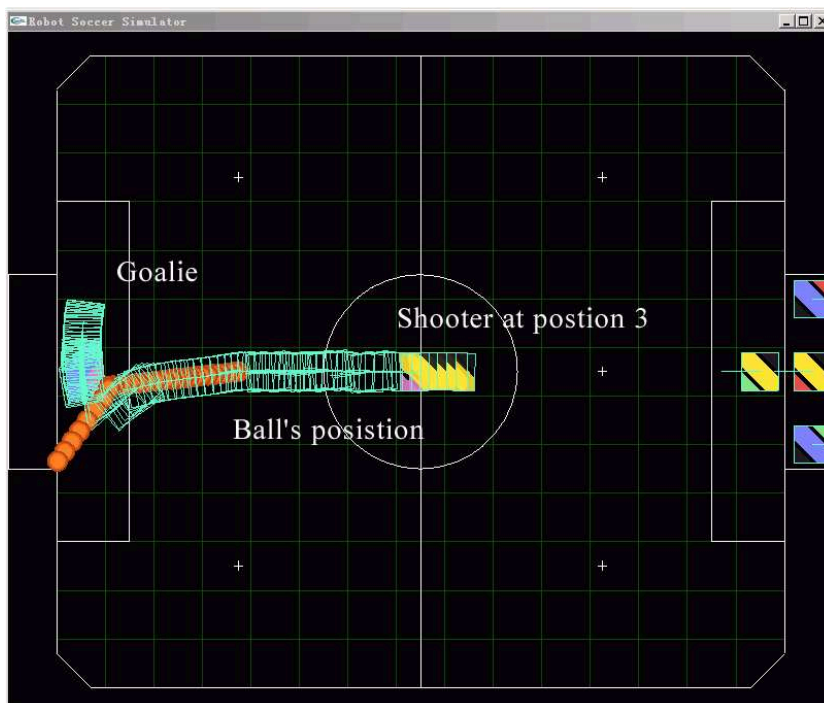 Robot Soccer Simulator
Goalie
Shooter at postion 3
Ball's posistion